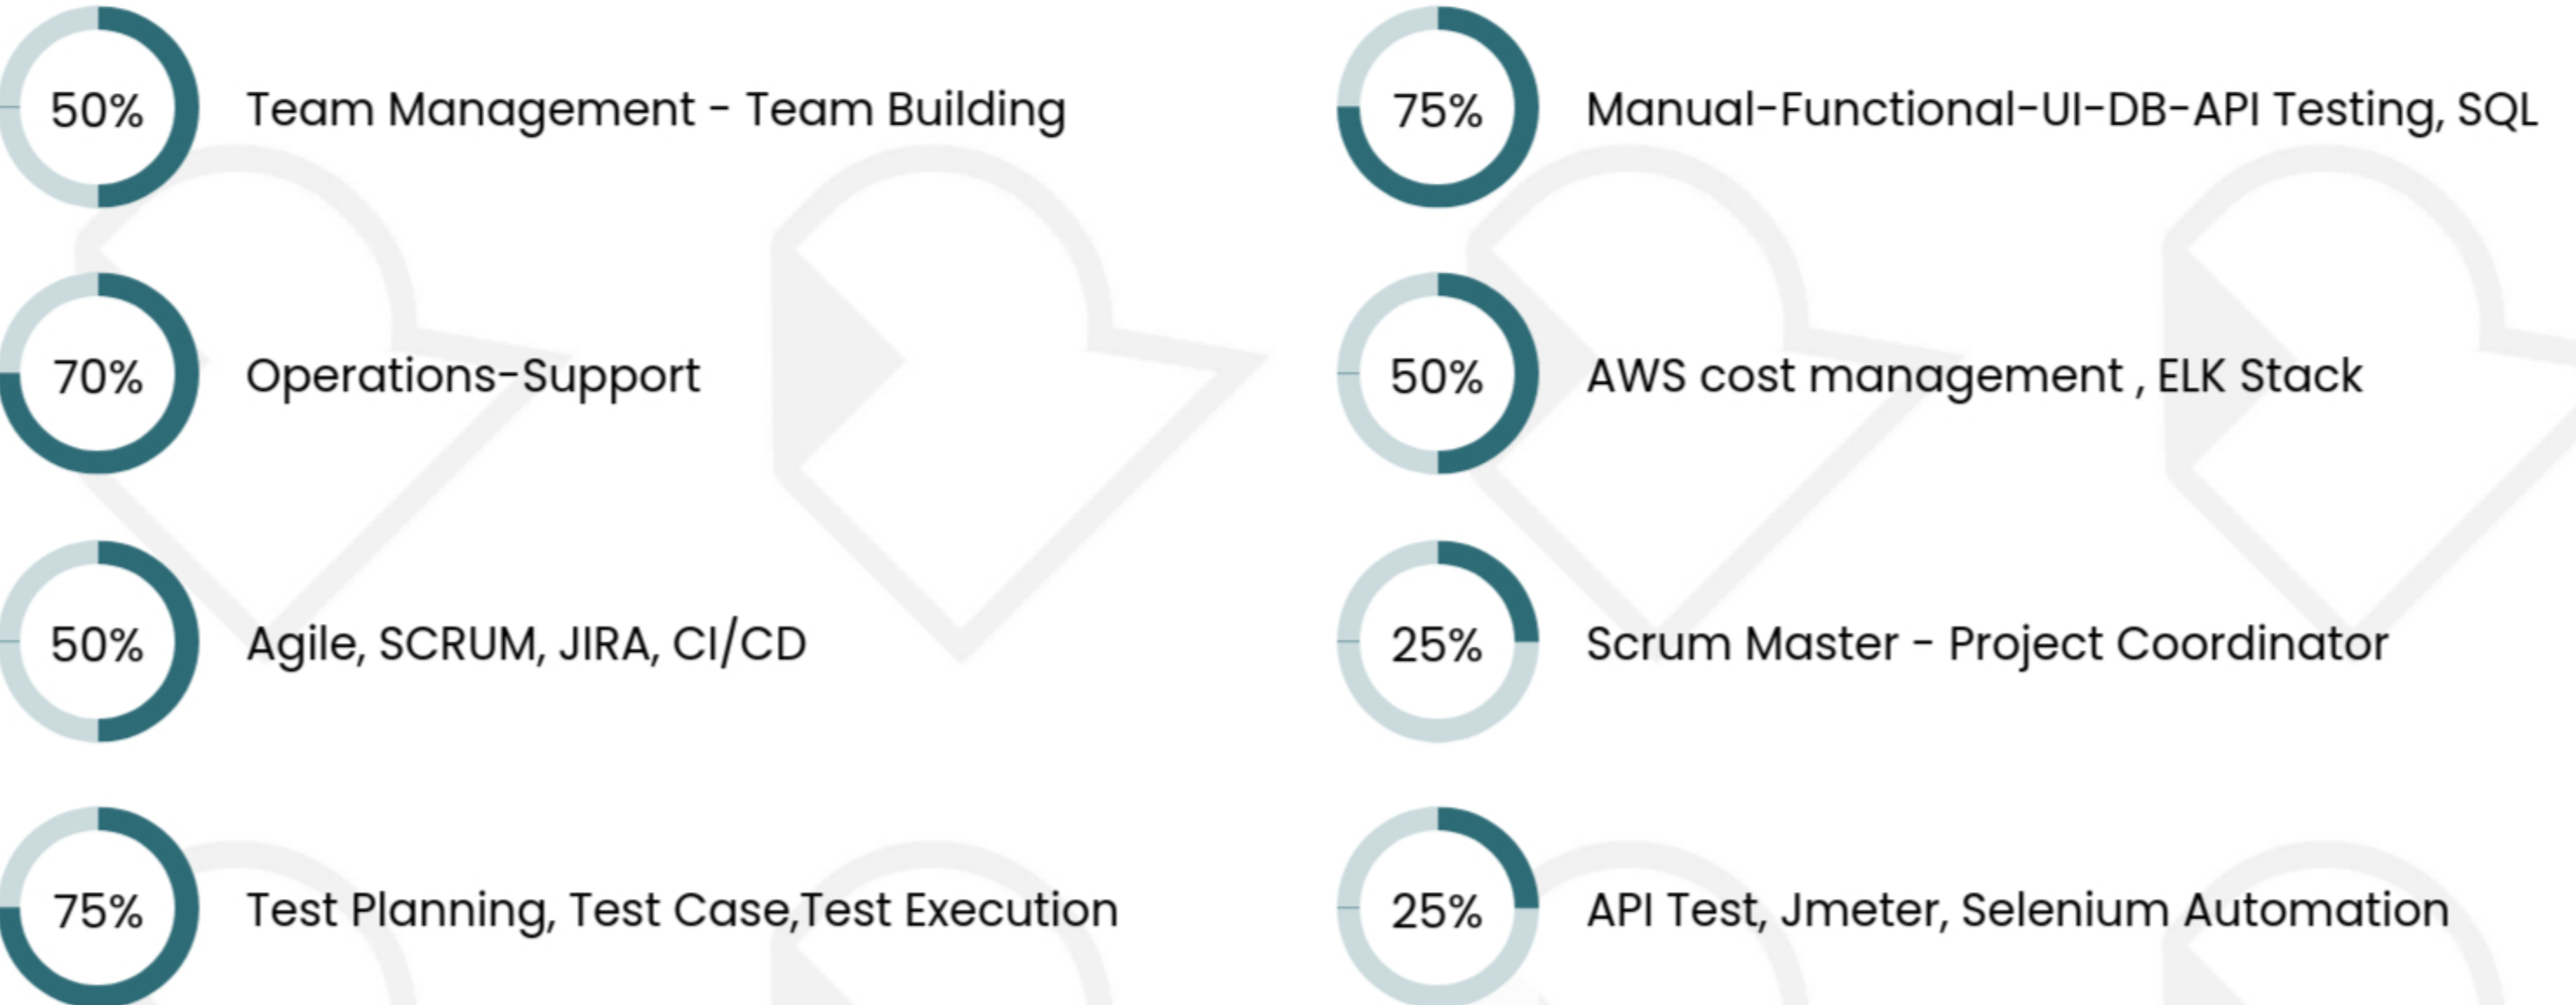 50% Team Management - Team Building
75% Manual-Functional-UI-DB-API Testing, SQL
70% Operations-Support
50% AWS cost management , ELK Stack
50% Agile, SCRUM, JIRA, CI/CD
25% Scrum Master - Project Coordinator
75% Test Planning, Test Case,Test Execution
25% API Test, Jmeter, Selenium Automation